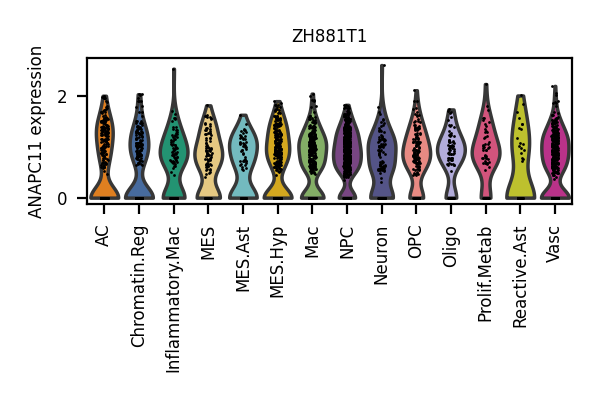 ZH881T1
ANAPC11 expression
2
0
AC
Chromatin.Reg
Inflammatory.Mac
MES
MES.Ast
MES.Hyp
Mac
NPC
Neuron
OPC
Oligo
Prolif.Metab
Reactive.Ast
Vasc